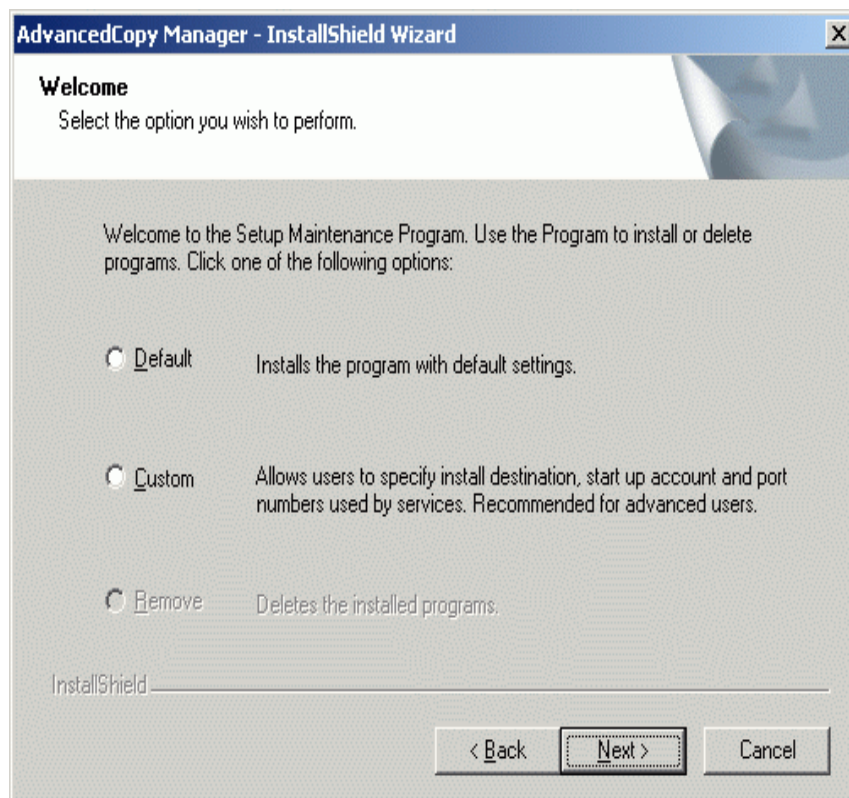 AdvancedCopy Manager - InstallShield Wizard
Welcome
Select the option you wish to perform.
Welcome to the Setup Maintenance Program. Use the Program to install or delete
programs. Click one of the following options:
Default Installs the program with default settings.
Custom Allows users to specify install destination, start up account and port
numbers used by services. Recommended for advanced users.
Remove Deletes the installed programs.
InstallShield
< Back Next > Cancel